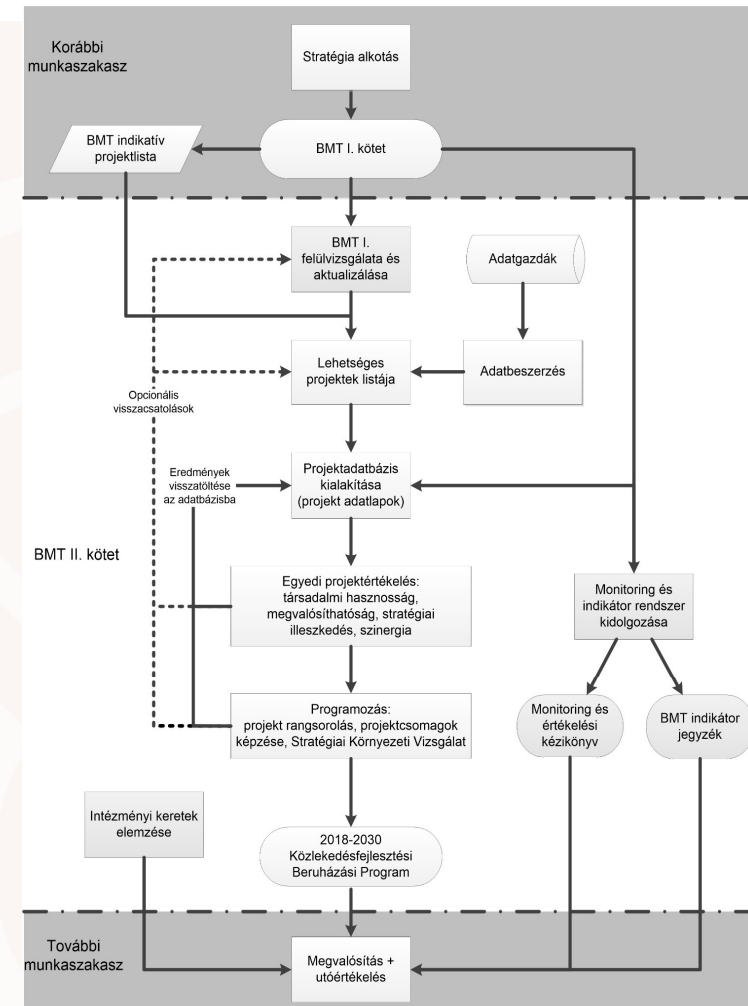 Korábbi
munkaszakasz
Stratégia alkotás
BMT indikatív
projektlista
BMT I. kötet
BMT I.
felülvizsgálata és
aktualizálása
Adatgazdák
Lehetséges
projektek listája
Adatbeszerzés
Opcionális
visszacsatolások
Eredmények
visszatöltése
az adatbázisba
Projektadatbázis
kialakítása
(projekt adatlapok)
BMT II. kötet
Egyedi projektértékelés:
társadalmi hasznosság,
megvalósíthatóság, stratégiai
illeszkedés, szinergia
Monitoring és
indikátor rendszer
kidolgozása
Programozás:
projekt rangsorolás, projektcsomagok
képzése, Stratégiai Környezeti Vizsgálat
Monitoring és
értékelési
kézikönyv
BMT indikátor
jegyzék
Intézményi keretek
elemzése
2018-2030
Közlekedésfejlesztési
Beruházási Program
További
munkaszakasz
Megvalósítás +
utóértékelés